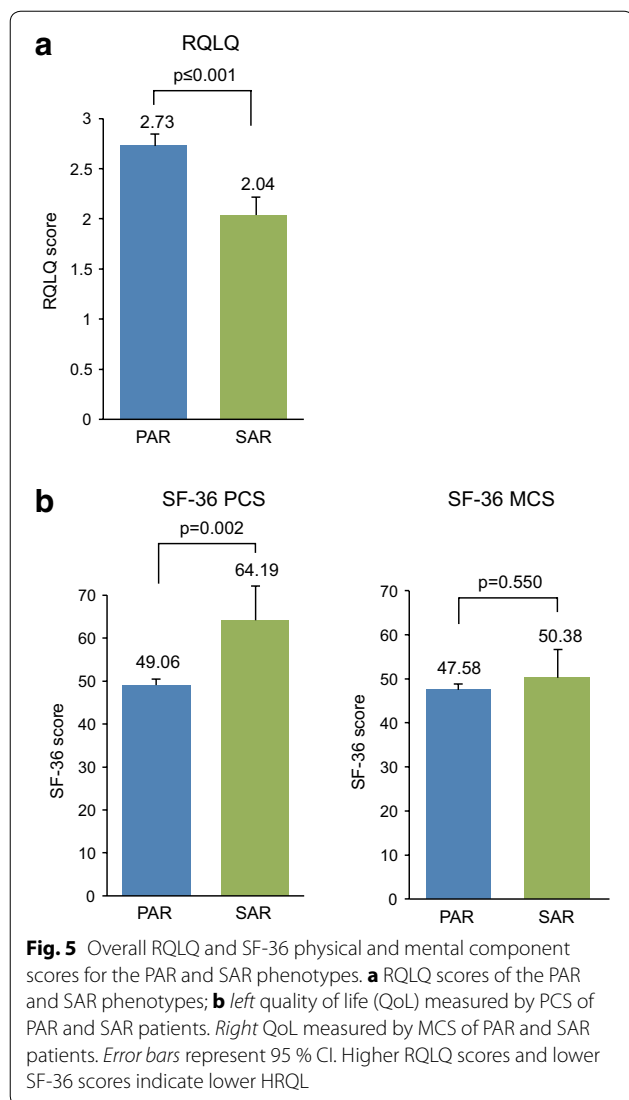 a
RQLQ
p≤0.001
3
2.5
2
1.5
1
0.5
0
RQLQ score
2.73
2.04
PAR
SAR
b
SF-36 PCS
p=0.002
70
60
50
40
30
20
10
0
SF-36 score
49.06
64.19
PAR
SAR
SF-36 MCS
p=0.550
70
60
50
40
30
20
10
0
SF-36 score
47.58
50.38
PAR
SAR
Fig. 5 Overall RQLQ and SF-36 physical and mental component
scores for the PAR and SAR phenotypes. a RQLQ scores of the PAR
and SAR phenotypes; b left quality of life (QoL) measured by PCS of
PAR and SAR patients. Right QoL measured by MCS of PAR and SAR
patients. Error bars represent 95 % CI. Higher RQLQ scores and lower
SF-36 scores indicate lower HRQL